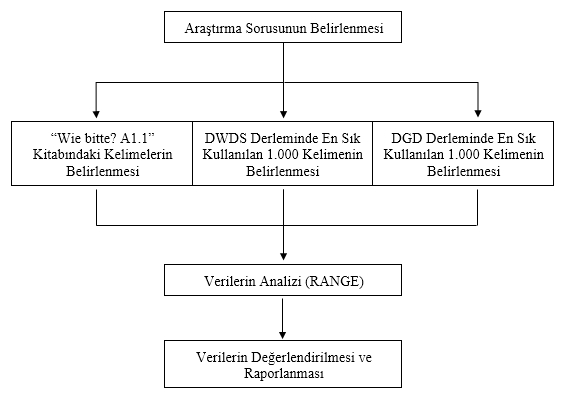 Araştırma Sorusunun Belirlenmesi
“Wie bitte? A1.1”
Kitabındaki Kelimelerin
Belirlenmesi
DWDS Derleminde En Sık
Kullanılan 1.000 Kelimenin
Belirlenmesi
DGD Derleminde En Sık
Kullanılan 1.000 Kelimenin
Belirlenmesi
Verilerin Analizi (RANGE)
Verilerin Değerlendirilmesi ve
Raporlanması